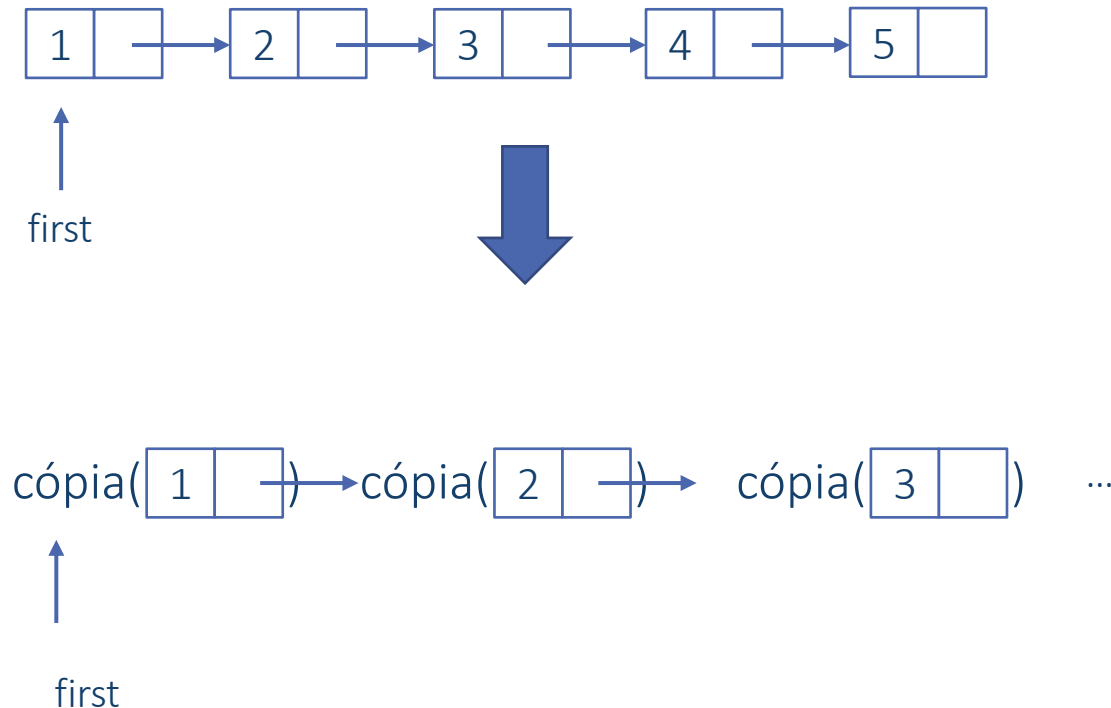 1 2 3 4 5
first
cópia( 1 ) cópia( 2 ) cópia( 3 ) ...
first